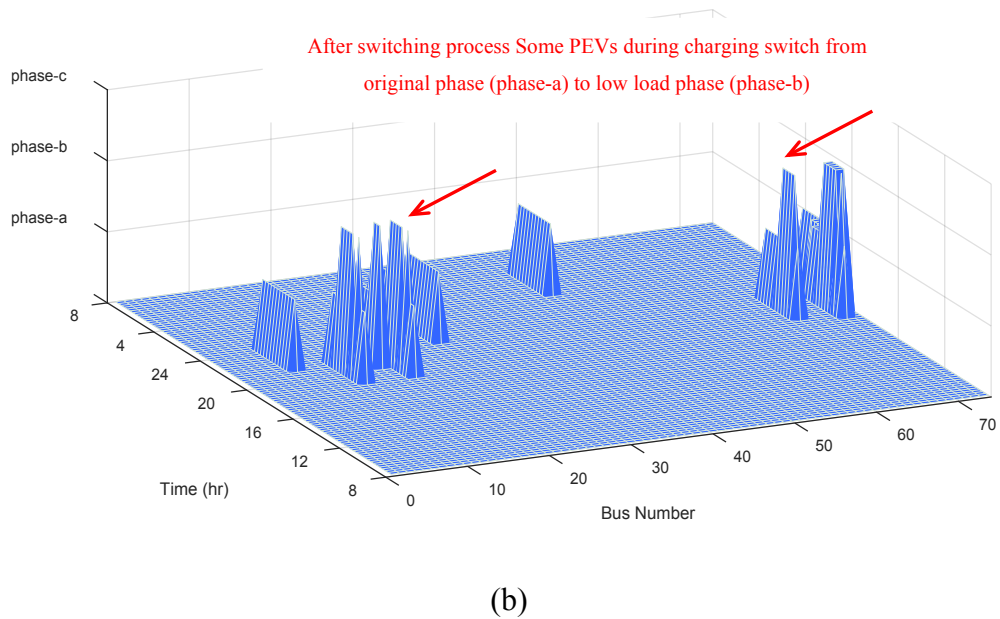 After switching process Some PEVs during charging switch from
original phase (phase-a) to low load phase (phase-b)
phase-c
phase-b
phase-a
8
4
24
20
16
12
8
Time (hr)
0
10
20
30
40
50
60
70
Bus Number
(b)